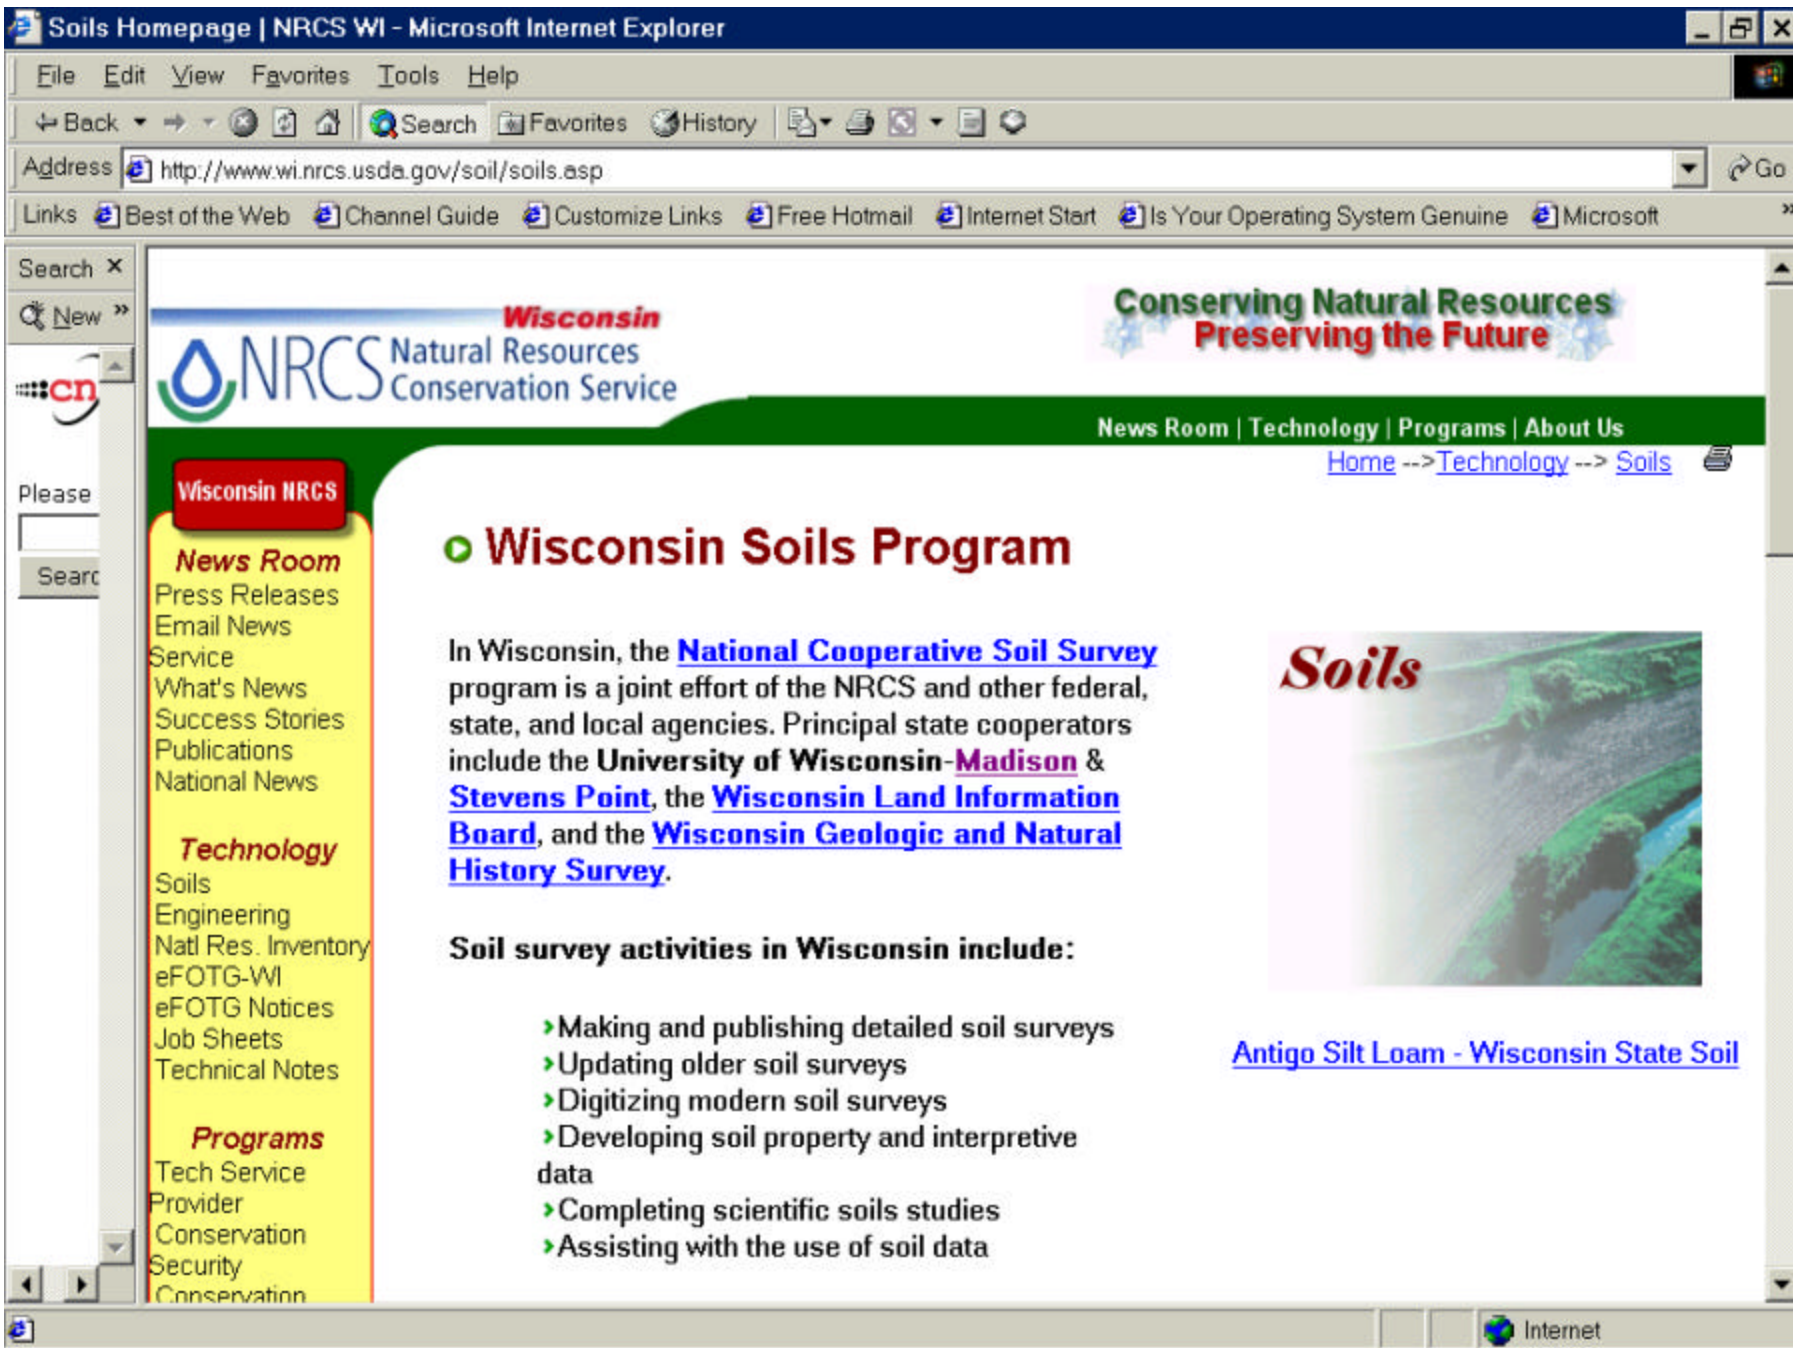 Soils Homepage | NRCS WI - Microsoft Internet Explorer
File Edit View Favorites Tools Help
Back Search Favorites History
Address http://www.wi.nrcs.usda.gov/soil/soils.asp Go
Links Best of the Web Channel Guide Customize Links Free Hotmail Internet Start Is Your Operating System Genuine Microsoft »
Search ×
New »
cn
Please
Searc
Wisconsin
NRCS Natural Resources
Conservation Service
Conserving Natural Resources
Preserving the Future
News Room | Technology | Programs | About Us
Home --> Technology --> Soils
Wisconsin NRCS
News Room
Press Releases
Email News
Service
What's News
Success Stories
Publications
National News
Technology
Soils
Engineering
Natl Res. Inventory
eFOTG-WI
eFOTG Notices
Job Sheets
Technical Notes
Programs
Tech Service
Provider
Conservation
Security
Conservation
Wisconsin Soils Program
In Wisconsin, the National Cooperative Soil Survey
program is a joint effort of the NRCS and other federal,
state, and local agencies. Principal state cooperators
include the University of Wisconsin-Madison &
Stevens Point, the Wisconsin Land Information
Board, and the Wisconsin Geologic and Natural
History Survey.
Soil survey activities in Wisconsin include:
Making and publishing detailed soil surveys
Updating older soil surveys
Digitizing modern soil surveys
Developing soil property and interpretive
data
Completing scientific soils studies
Assisting with the use of soil data
Soils
Antigo Silt Loam - Wisconsin State Soil
Internet